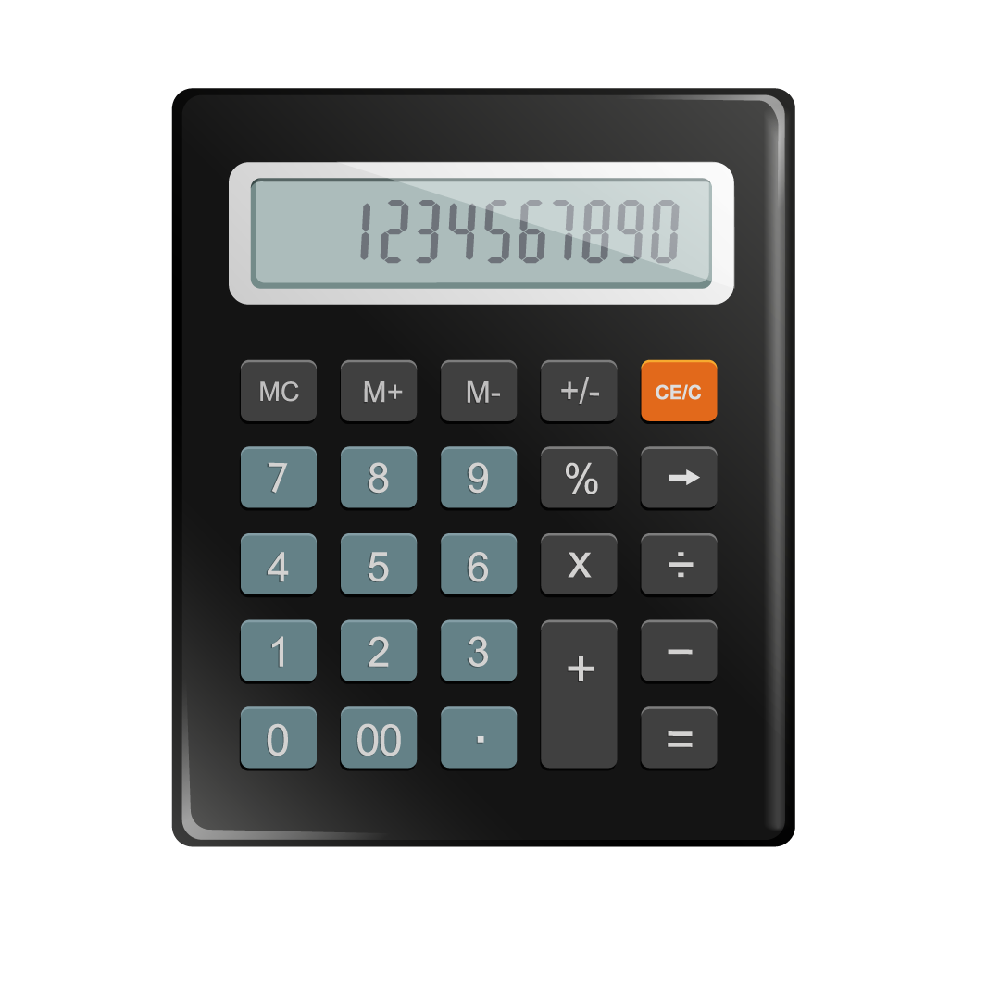 1234567890
MC M+ M- +/- CE/C
7 8 9 % →
4 5 6 X ÷
1 2 3 + −
0 00 . =